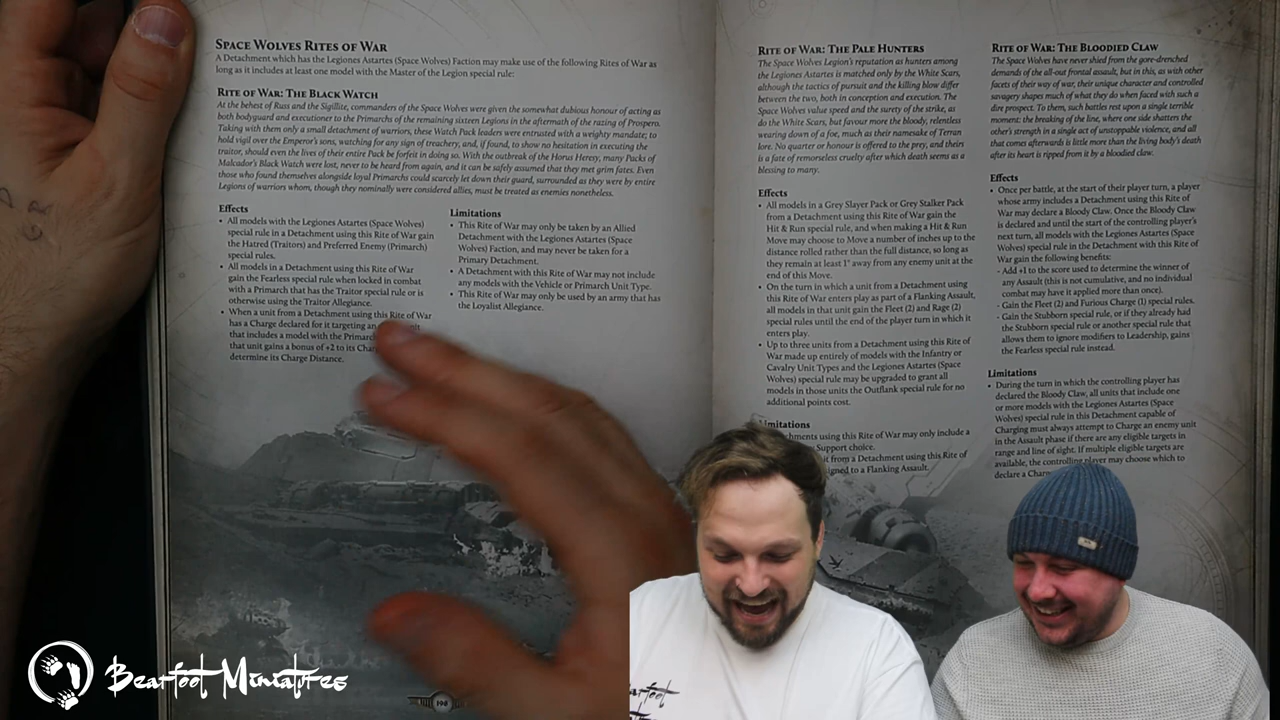 SPACE WOLVES RITES OF WAR
A Detachment which has the Legiones Astartes (Space Wolves) Faction may make use of the following Rites of War as
long as it includes at least one model with the Master of the Legion special rule:
RITE OF WAR: THE BLACK WATCH
At the behest of Russ and the Sigillite, commanders of the Space Wolves were given the somewhat dubious honour of acting as
both bodyguard and executioner to the Primarchs of the remaining sixteen Legions in the aftermath of the razing of Prospero.
Taking with them only a small detachment of warriors, these Watch Pack leaders were entrusted with a weighty mandate; to
hold vigil over the Emperor's sons, watching for any sign of treachery, and, if found, to show no hesitation in executing the
traitor, should even the lives of their entire Pack be forfeit in doing so. With the outbreak of the Horus Heresy, many Packs of
Malcador's Black Watch were lost, never to be heard from again, and it can be safely assumed that they met grim fates. Even
those who found themselves alongside loyal Primarchs could scarcely let down their guard, surrounded as they were by entire
Legions of warriors whom, though they nominally were considered allies, must be treated as enemies nonetheless.
Effects
• All models with the Legiones Astartes (Space Wolves)
special rule in a Detachment using this Rite of War gain
the Hatred (Traitors) and Preferred Enemy (Primarch)
special rules.
• All models in a Detachment using this Rite of War
gain the Fearless special rule when locked in combat
with a Primarch that has the Traitor special rule or is
otherwise using the Traitor Allegiance.
• When a unit from a Detachment using this Rite of War
has a Charge declared for it targeting an
that includes a model with the Primarch
that unit gains a bonus of +2 to its Char
determine its Charge Distance.
Limitations
• This Rite of War may only be taken by an Allied
Detachment with the Legiones Astartes (Space
Wolves) Faction, and may never be taken for a
Primary Detachment.
• A Detachment with this Rite of War may not include
any models with the Vehicle or Primarch Unit Type.
• This Rite of War may only be used by an army that has
the Loyalist Allegiance.
190
RITE OF WAR: THE PALE HUNTERS
The Space Wolves Legion's reputation as hunters among
the Legiones Astartes is matched only by the White Scars,
although the tactics of pursuit and the killing blow differ
between the two, both in conception and execution. The
Space Wolves value speed and the surety of the strike, as
do the White Scars, but favour more the bloody, relentless
wearing down of a foe, much as their namesake of Terran
lore. No quarter or honour is offered to the prey, and theirs
is a fate of remorseless cruelty after which death seems as a
blessing to many.
Effects
• All models in a Grey Slayer Pack or Grey Stalker Pack
from a Detachment using this Rite of War gain the
Hit & Run special rule, and when making a Hit & Run
Move may choose to Move a number of inches up to the
distance rolled rather than the full distance, so long as
they remain at least 1" away from any enemy unit at the
end of this Move.
• On the turn in which a unit from a Detachment using
this Rite of War enters play as part of a Flanking Assault,
all models in that unit gain the Fleet (2) and Rage (2)
special rules until the end of the player turn in which it
enters play.
• Up to three units from a Detachment using this Rite of
War made up entirely of models with the Infantry or
Cavalry Unit Types and the Legiones Astartes (Space
Wolves) special rule may be upgraded to grant all
models in those units the Outflank special rule for no
additional points cost.
Limitations
chments using this Rite of War may only include a
Support choice.
it from a Detachment using this Rite of
signed to a Flanking Assault.
RITE OF WAR: THE BLOODIED CLAW
The Space Wolves have never shied from the gore-drenched
demands of the all-out frontal assault, but in this, as with other
facets of their way of war, their unique character and controlled
savagery shapes much of what they do when faced with such a
dire prospect. To them, such battles rest upon a single terrible
moment: the breaking of the line, where one side shatters the
other's strength in a single act of unstoppable violence, and all
that comes afterwards is little more than the living body's death
after its heart is ripped from it by a bloodied claw.
Effects
• Once per battle, at the start of their player turn, a player
whose army includes a Detachment using this Rite of
War may declare a Bloody Claw. Once the Bloody Claw
is declared and until the start of the controlling player's
next turn, all models with the Legiones Astartes (Space
Wolves) special rule in the Detachment with this Rite of
War gain the following benefits:
- Add +1 to the score used to determine the winner of
any Assault (this is not cumulative, and no individual
combat may have it applied more than once).
- Gain the Fleet (2) and Furious Charge (1) special rules.
- Gain the Stubborn special rule, or if they already had
the Stubborn special rule or another special rule that
allows them to ignore modifiers to Leadership, gains
the Fearless special rule instead.
Limitations
• During the turn in which the controlling player has
declared the Bloody Claw, all units that include one
or more models with the Legiones Astartes (Space
Wolves) special rule in this Detachment capable of
Charging must always attempt to Charge an enemy unit
in the Assault phase if there are any eligible targets in
range and line of sight. If multiple eligible targets are
available, the controlling player may choose which to
declare a Charg
Bearfoot Miniatures